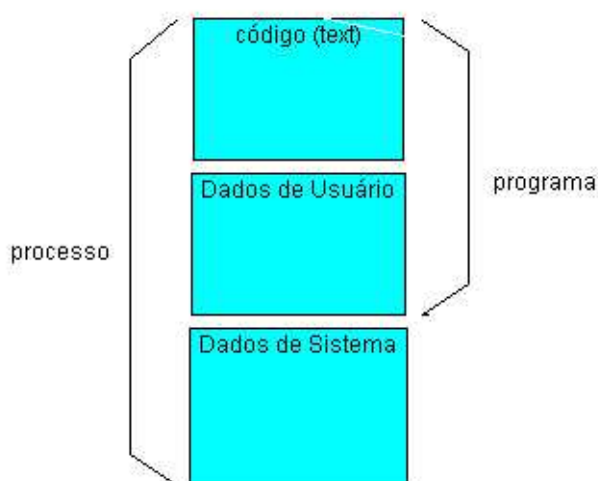 código (text)
Dados de Usuário
programa
processo
Dados de Sistema